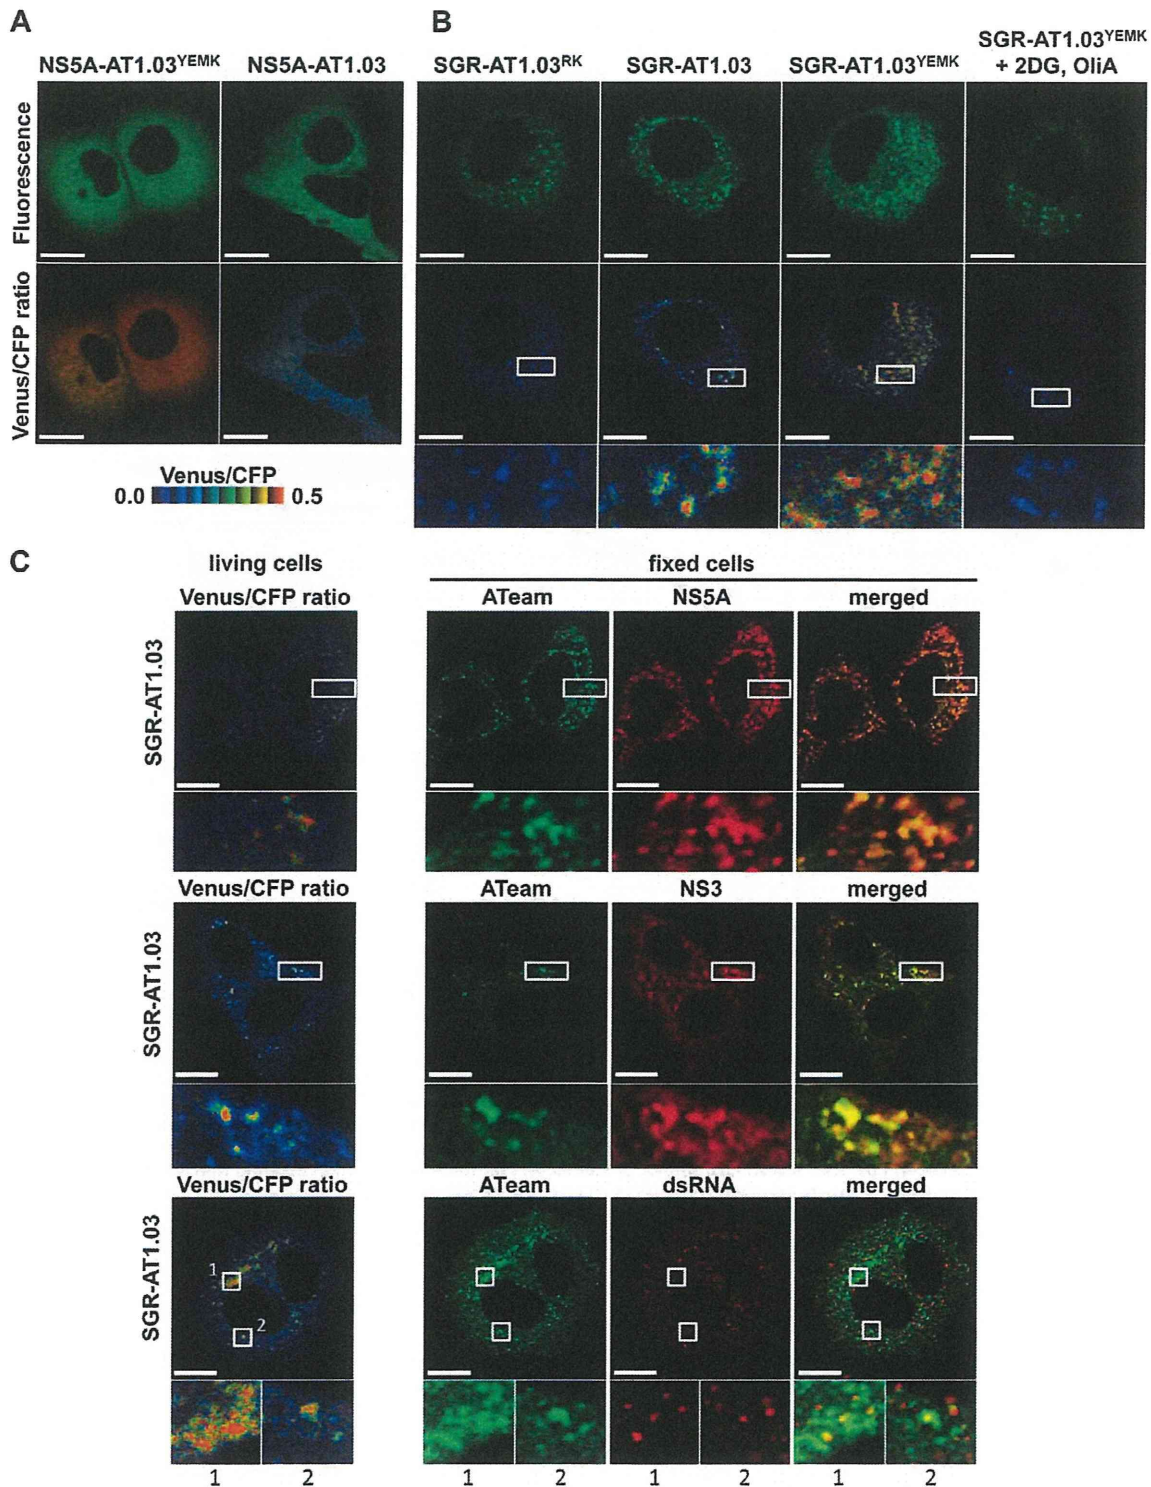 A
B
NS5A-AT1.03YEMK
NS5A-AT1.03
SGR-AT1.03RK
SGR-AT1.03
SGR-AT1.03YEMK
SGR-AT1.03YEMK
+ 2DG, OliA
Fluorescence
Venus/CFP ratio
Venus/CFP
0.0
0.5
C
living cells
fixed cells
Venus/CFP ratio
ATeam
NS5A
merged
SGR-AT1.03
Venus/CFP ratio
ATeam
NS3
merged
SGR-AT1.03
Venus/CFP ratio
ATeam
dsRNA
merged
SGR-AT1.03
1
2
1
2
1
2
1
2
1
2